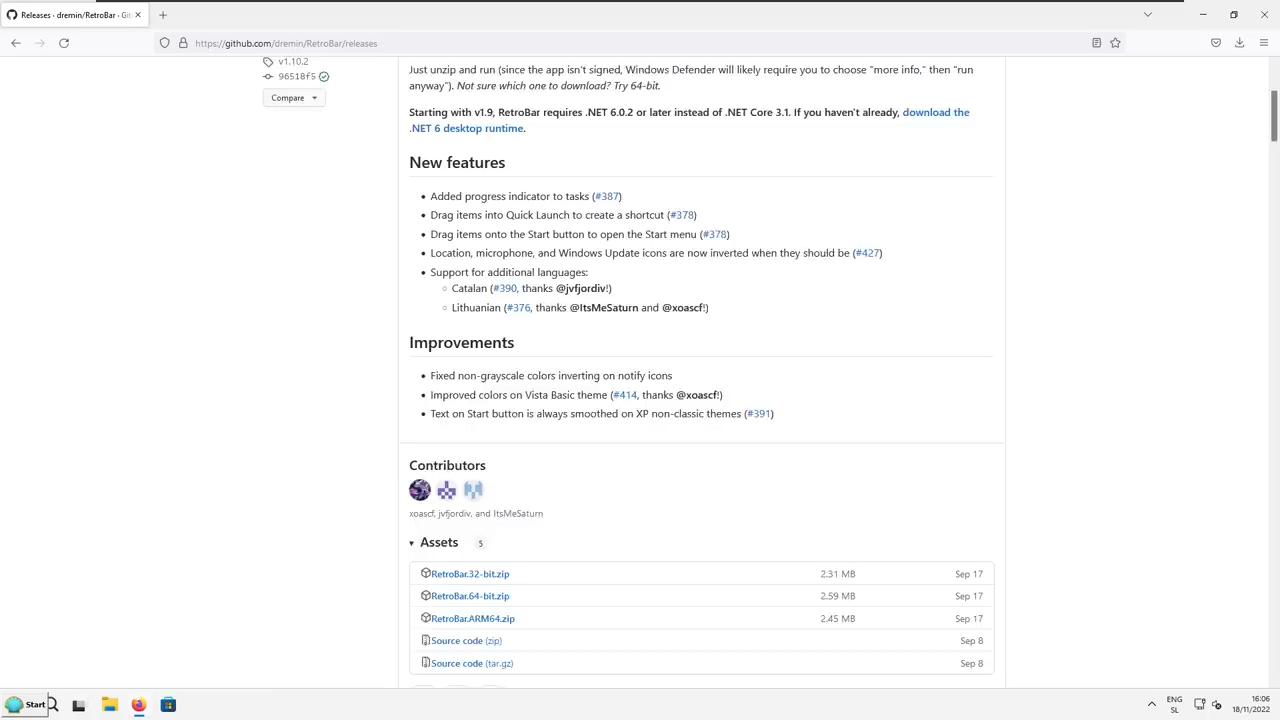 Releases · dremin/RetroBar · Git
https://github.com/dremin/RetroBar/releases
v1.10.2
96518f5
Compare
Just unzip and run (since the app isn't signed, Windows Defender will likely require you to choose "more info," then "run
anyway"). Not sure which one to download? Try 64-bit.
Starting with v1.9, RetroBar requires .NET 6.0.2 or later instead of .NET Core 3.1. If you haven't already, download the
.NET 6 desktop runtime.
New features
Added progress indicator to tasks (#387)
Drag items into Quick Launch to create a shortcut (#378)
Drag items onto the Start button to open the Start menu (#378)
Location, microphone, and Windows Update icons are now inverted when they should be (#427)
Support for additional languages:
Catalan (#390, thanks @jvfjordiv!)
Lithuanian (#376, thanks @ItsMeSaturn and @xoascf!)
Improvements
Fixed non-grayscale colors inverting on notify icons
Improved colors on Vista Basic theme (#414, thanks @xoascf!)
Text on Start button is always smoothed on XP non-classic themes (#391)
Contributors
xoascf, jvfjordiv, and ItsMeSaturn
Assets 5
RetroBar.32-bit.zip 2.31 MB Sep 17
RetroBar.64-bit.zip 2.59 MB Sep 17
RetroBar.ARM64.zip 2.45 MB Sep 17
Source code (zip) Sep 8
Source code (tar.gz) Sep 8
Start
ENG
SL
16:06
18/11/2022